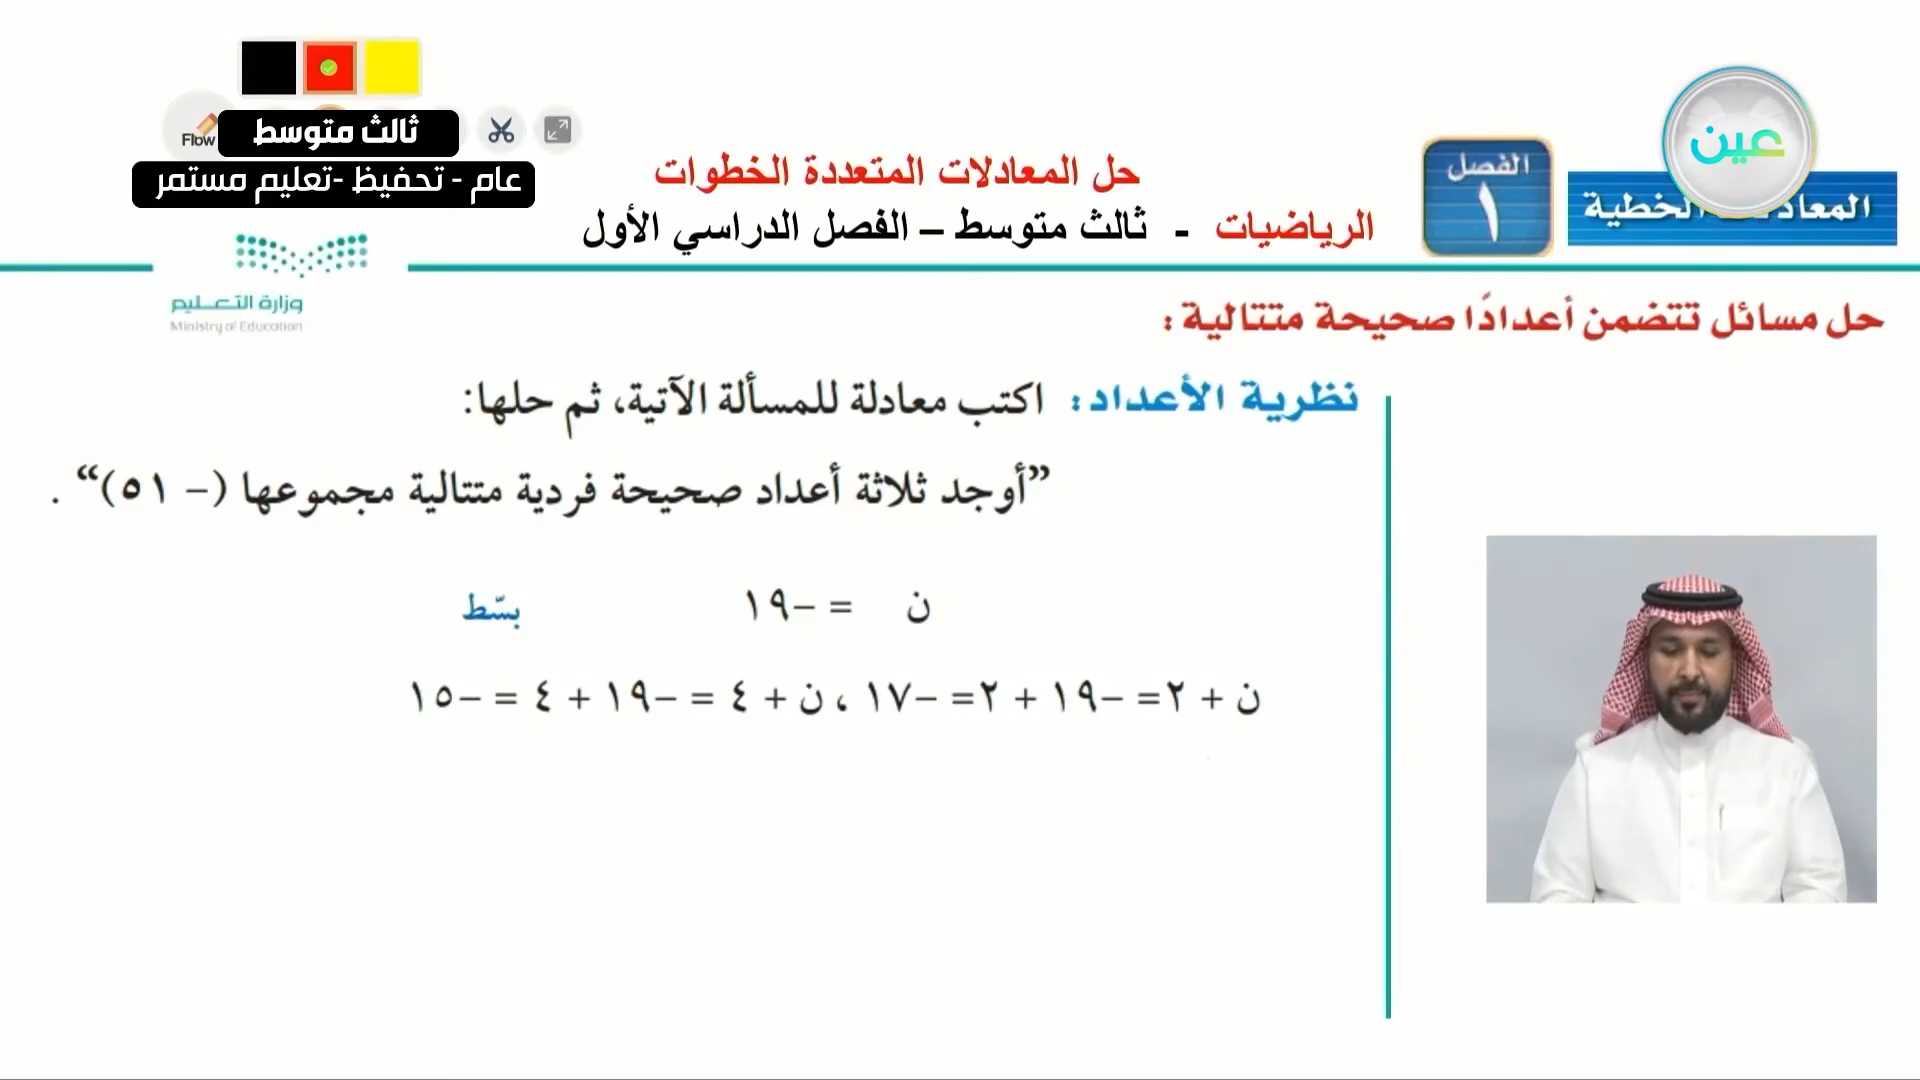 Flow
ثالث متوسط
عام - تحفيظ -تعليم مستمر
عين
الفصل
١
الخطية
حل المعادلات المتعددة الخطوات
الرياضيات - ثالث متوسط – الفصل الدراسي الأول
وزارة التعـليم
Ministry of Education
حل مسائل تتضمن أعدادًا صحيحة متتالية :
نظرية الأعداد : اكتب معادلة للمسألة الآتية، ثم حلها:
”أوجد ثلاثة أعداد صحيحة فردية متتالية مجموعها (– ٥١)“ .
ن = –١٩ بسّط
ن + ٢= –١٩ + ٢= –١٧ ، ن + ٤ = –١٩ + ٤ = –١٥